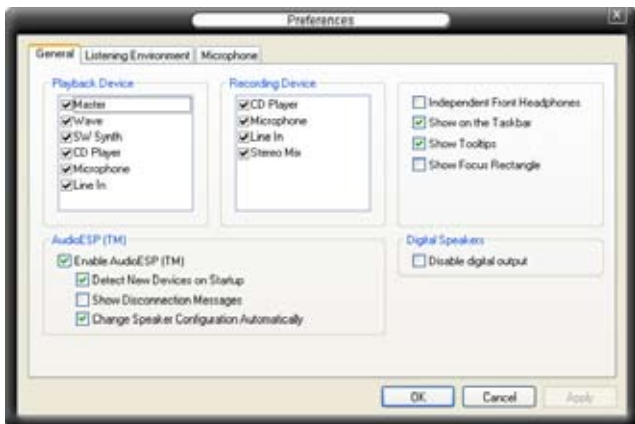 Preferences
X
General
Listening Environment
Microphone
Playback Device
Master
Wave
SW Synth
CD Player
Microphone
Line In
Recording Device
CD Player
Microphone
Line In
Stereo Mix
Independent Front Headphones
Show on the Taskbar
Show Tooltips
Show Focus Rectangle
AudioESP (TM)
Enable AudioESP (TM)
Detect New Devices on Startup
Show Disconnection Messages
Change Speaker Configuration Automatically
Digital Speakers
Disable digital output
OK
Cancel
Apply